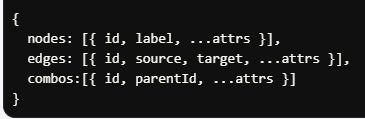 {
  nodes: [{ id, label, ...attrs }],
  edges: [{ id, source, target, ...attrs }],
  combos:[{ id, parentId, ...attrs }]
}